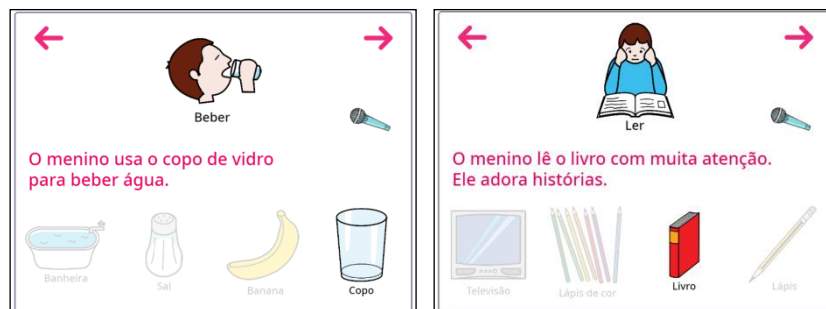 Beber
O menino usa o copo de vidro
para beber água.
Banheira
Sal
Banana
Copo
Ler
O menino lê o livro com muita atenção.
Ele adora histórias.
Televisão
Lápis de cor
Livro
Lápis